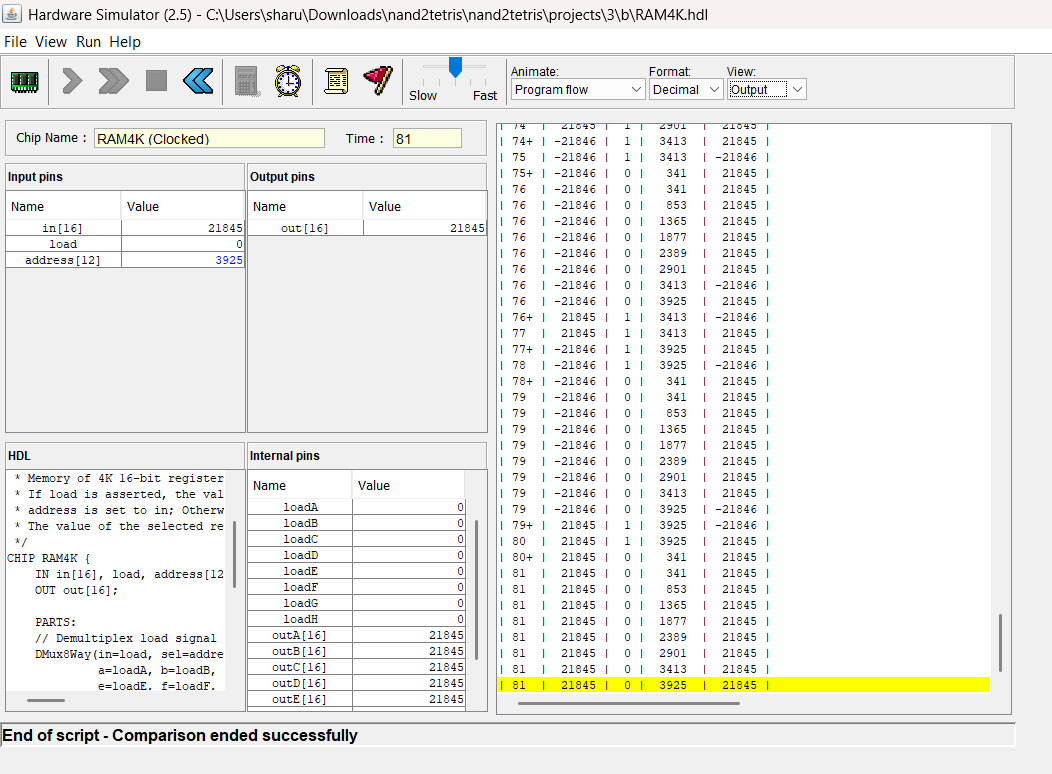 Hardware Simulator (2.5) - C:\Users\sharu\Downloads\nand2tetris\nand2tetris\projects\3\b\RAM4K.hdl
File View Run Help
Slow Fast
Animate: Format: View:
Program flow Decimal Output
Chip Name : RAM4K (Clocked) Time : 81
Input pins
Name Value
in[16] 21845
load 0
address[12] 3925
Output pins
Name Value
out[16] 21845
HDL
* Memory of 4K 16-bit register
* If load is asserted, the val
* address is set to in; Otherw
* The value of the selected re
*/
CHIP RAM4K {
IN in[16], load, address[12
OUT out[16];
PARTS:
// Demultiplex load signal
DMux8Way(in=load, sel=addre
a=loadA, b=loadB,
e=loadE, f=loadF,
Internal pins
Name Value
loadA 0
loadB 0
loadC 0
loadD 0
loadE 0
loadF 0
loadG 0
loadH 0
outA[16] 21845
outB[16] 21845
outC[16] 21845
outD[16] 21845
outE[16] 21845
| 74 | 21845 | 1 | 2901 | 21845 |
| 74+ | -21846 | 1 | 3413 | 21845 |
| 75 | -21846 | 1 | 3413 | -21846 |
| 75+ | -21846 | 0 | 341 | 21845 |
| 76 | -21846 | 0 | 341 | 21845 |
| 76 | -21846 | 0 | 853 | 21845 |
| 76 | -21846 | 0 | 1365 | 21845 |
| 76 | -21846 | 0 | 1877 | 21845 |
| 76 | -21846 | 0 | 2389 | 21845 |
| 76 | -21846 | 0 | 2901 | 21845 |
| 76 | -21846 | 0 | 3413 | -21846 |
| 76 | -21846 | 0 | 3925 | 21845 |
| 76+ | 21845 | 1 | 3413 | -21846 |
| 77 | 21845 | 1 | 3413 | 21845 |
| 77+ | -21846 | 1 | 3925 | 21845 |
| 78 | -21846 | 1 | 3925 | -21846 |
| 78+ | -21846 | 0 | 341 | 21845 |
| 79 | -21846 | 0 | 341 | 21845 |
| 79 | -21846 | 0 | 853 | 21845 |
| 79 | -21846 | 0 | 1365 | 21845 |
| 79 | -21846 | 0 | 1877 | 21845 |
| 79 | -21846 | 0 | 2389 | 21845 |
| 79 | -21846 | 0 | 2901 | 21845 |
| 79 | -21846 | 0 | 3413 | 21845 |
| 79 | -21846 | 0 | 3925 | -21846 |
| 79+ | 21845 | 1 | 3925 | -21846 |
| 80 | 21845 | 1 | 3925 | 21845 |
| 80+ | 21845 | 0 | 341 | 21845 |
| 81 | 21845 | 0 | 341 | 21845 |
| 81 | 21845 | 0 | 853 | 21845 |
| 81 | 21845 | 0 | 1365 | 21845 |
| 81 | 21845 | 0 | 1877 | 21845 |
| 81 | 21845 | 0 | 2389 | 21845 |
| 81 | 21845 | 0 | 2901 | 21845 |
| 81 | 21845 | 0 | 3413 | 21845 |
| 81 | 21845 | 0 | 3925 | 21845 |
End of script - Comparison ended successfully